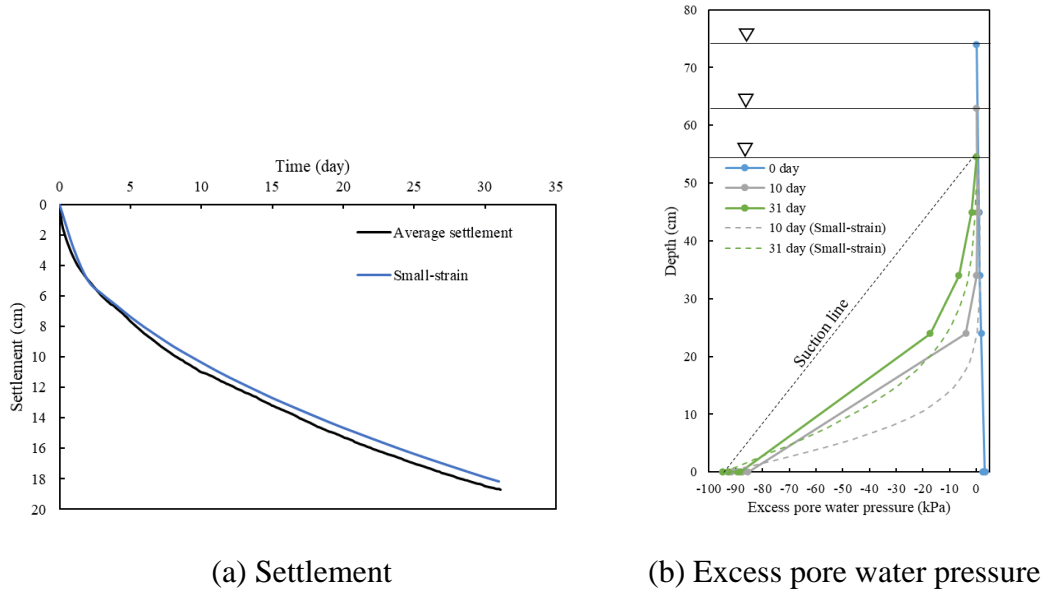 Time (day)
0 5 10 15 20 25 30 35
0
2
4
6
8
10
12
14
16
18
20
Settlement (cm)
Average settlement
Small-strain
(a) Settlement
80
70
60
50
40
30
20
10
0
Depth (cm)
0 day
10 day
31 day
10 day (Small-strain)
31 day (Small-strain)
Suction line
-100 -90 -80 -70 -60 -50 -40 -30 -20 -10 0
Excess pore water pressure (kPa)
(b) Excess pore water pressure